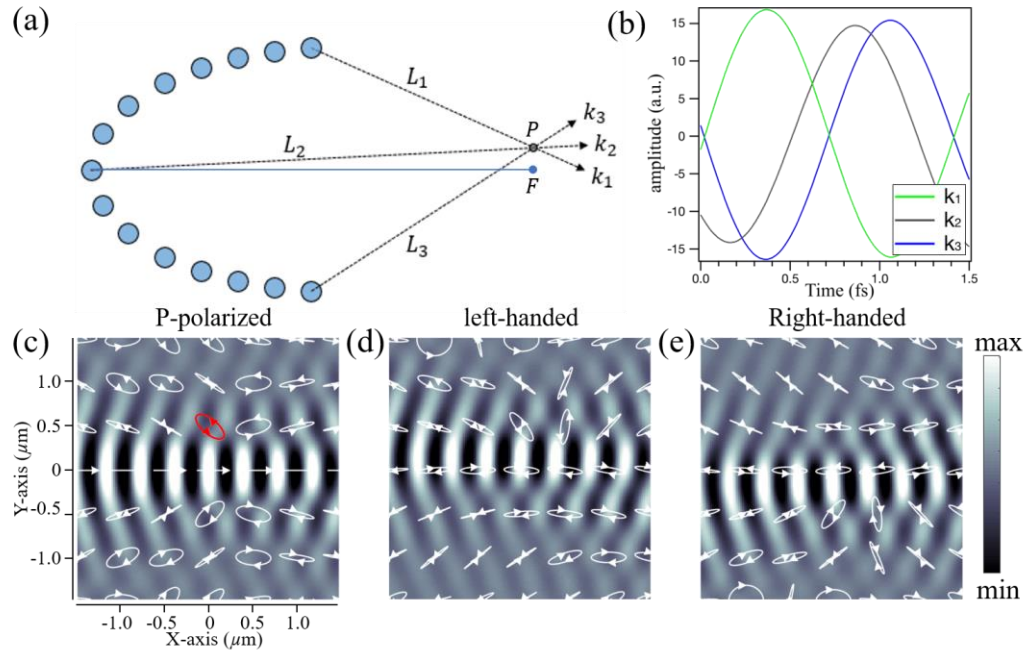 (a)
L₁
L₂
L₃
P
F
k₃
k₂
k₁
(b)
amplitude (a.u.)
15
10
5
0
-5
-10
-15
k₁
k₂
k₃
0.0
0.5
1.0
1.5
Time (fs)
P-polarized
left-handed
Right-handed
(c)
(d)
(e)
Y-axis (μm)
1.0
0.5
0
-0.5
-1.0
-1.0
-0.5
0
0.5
1.0
X-axis (μm)
max
min